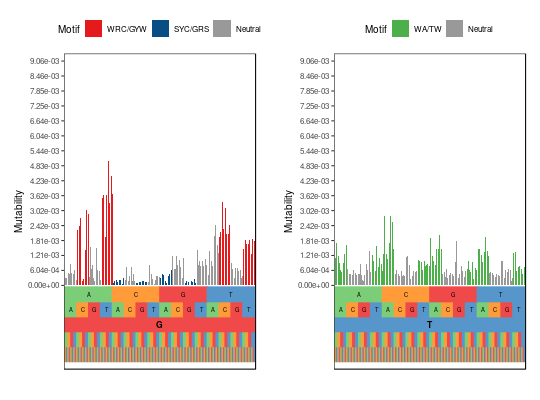 Motif WRC/GYW SYC/GRS Neutral
9.06e-03
8.46e-03
7.85e-03
7.25e-03
6.64e-03
6.04e-03
5.44e-03
4.83e-03
4.23e-03
3.62e-03
3.02e-03
2.42e-03
1.81e-03
1.21e-03
6.04e-04
0.00e+00
Mutability
A C G T
A C G T A C G T A C G T A C G T
G
Motif WA/TW Neutral
9.06e-03
8.46e-03
7.85e-03
7.25e-03
6.64e-03
6.04e-03
5.44e-03
4.83e-03
4.23e-03
3.62e-03
3.02e-03
2.42e-03
1.81e-03
1.21e-03
6.04e-04
0.00e+00
Mutability
A C G T
A C G T A C G T A C G T A C G T
T